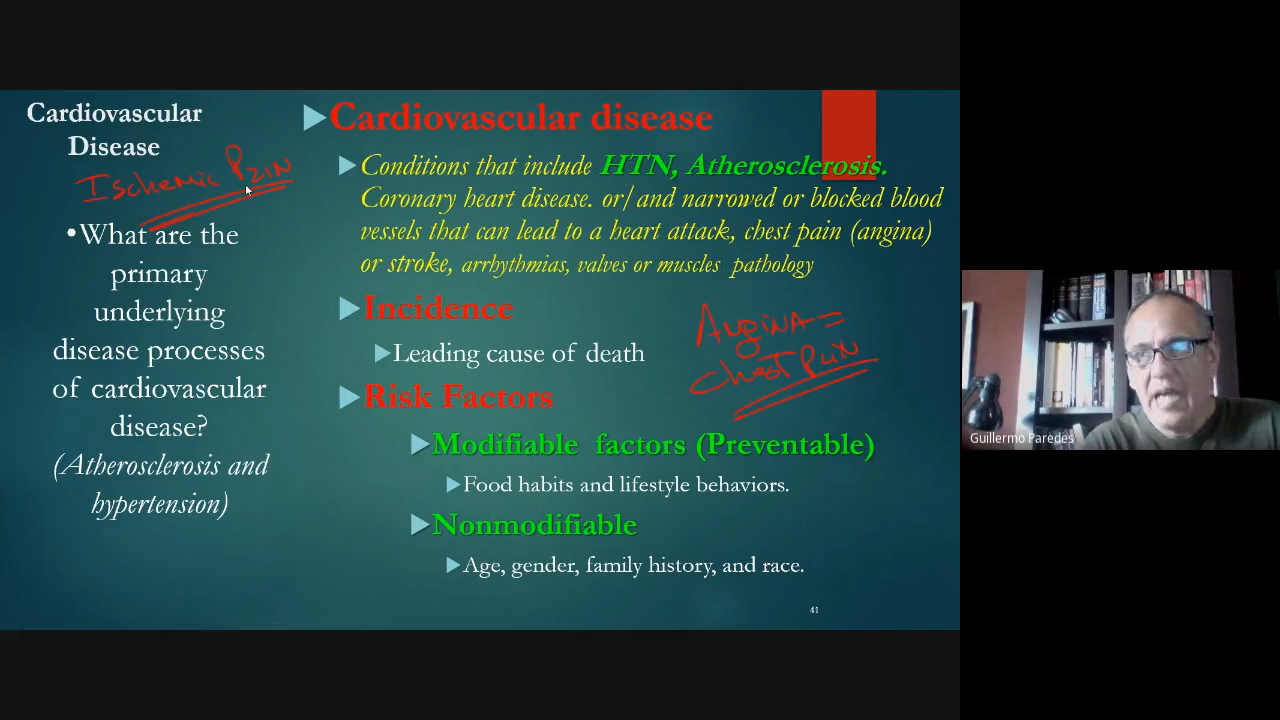 Cardiovascular
Disease
Ischemic Pain
•What are the
primary
underlying
disease processes
of cardiovascular
disease?
(Atherosclerosis and
hypertension)
Cardiovascular disease
Conditions that include HTN, Atherosclerosis.
Coronary heart disease. or/and narrowed or blocked blood
vessels that can lead to a heart attack, chest pain (angina)
or stroke, arrhythmias, valves or muscles pathology
Incidence
Leading cause of death
Angina =
Chest Pain
Risk Factors
Modifiable factors (Preventable)
Food habits and lifestyle behaviors.
Nonmodifiable
Age, gender, family history, and race.
41
Guillermo Paredes